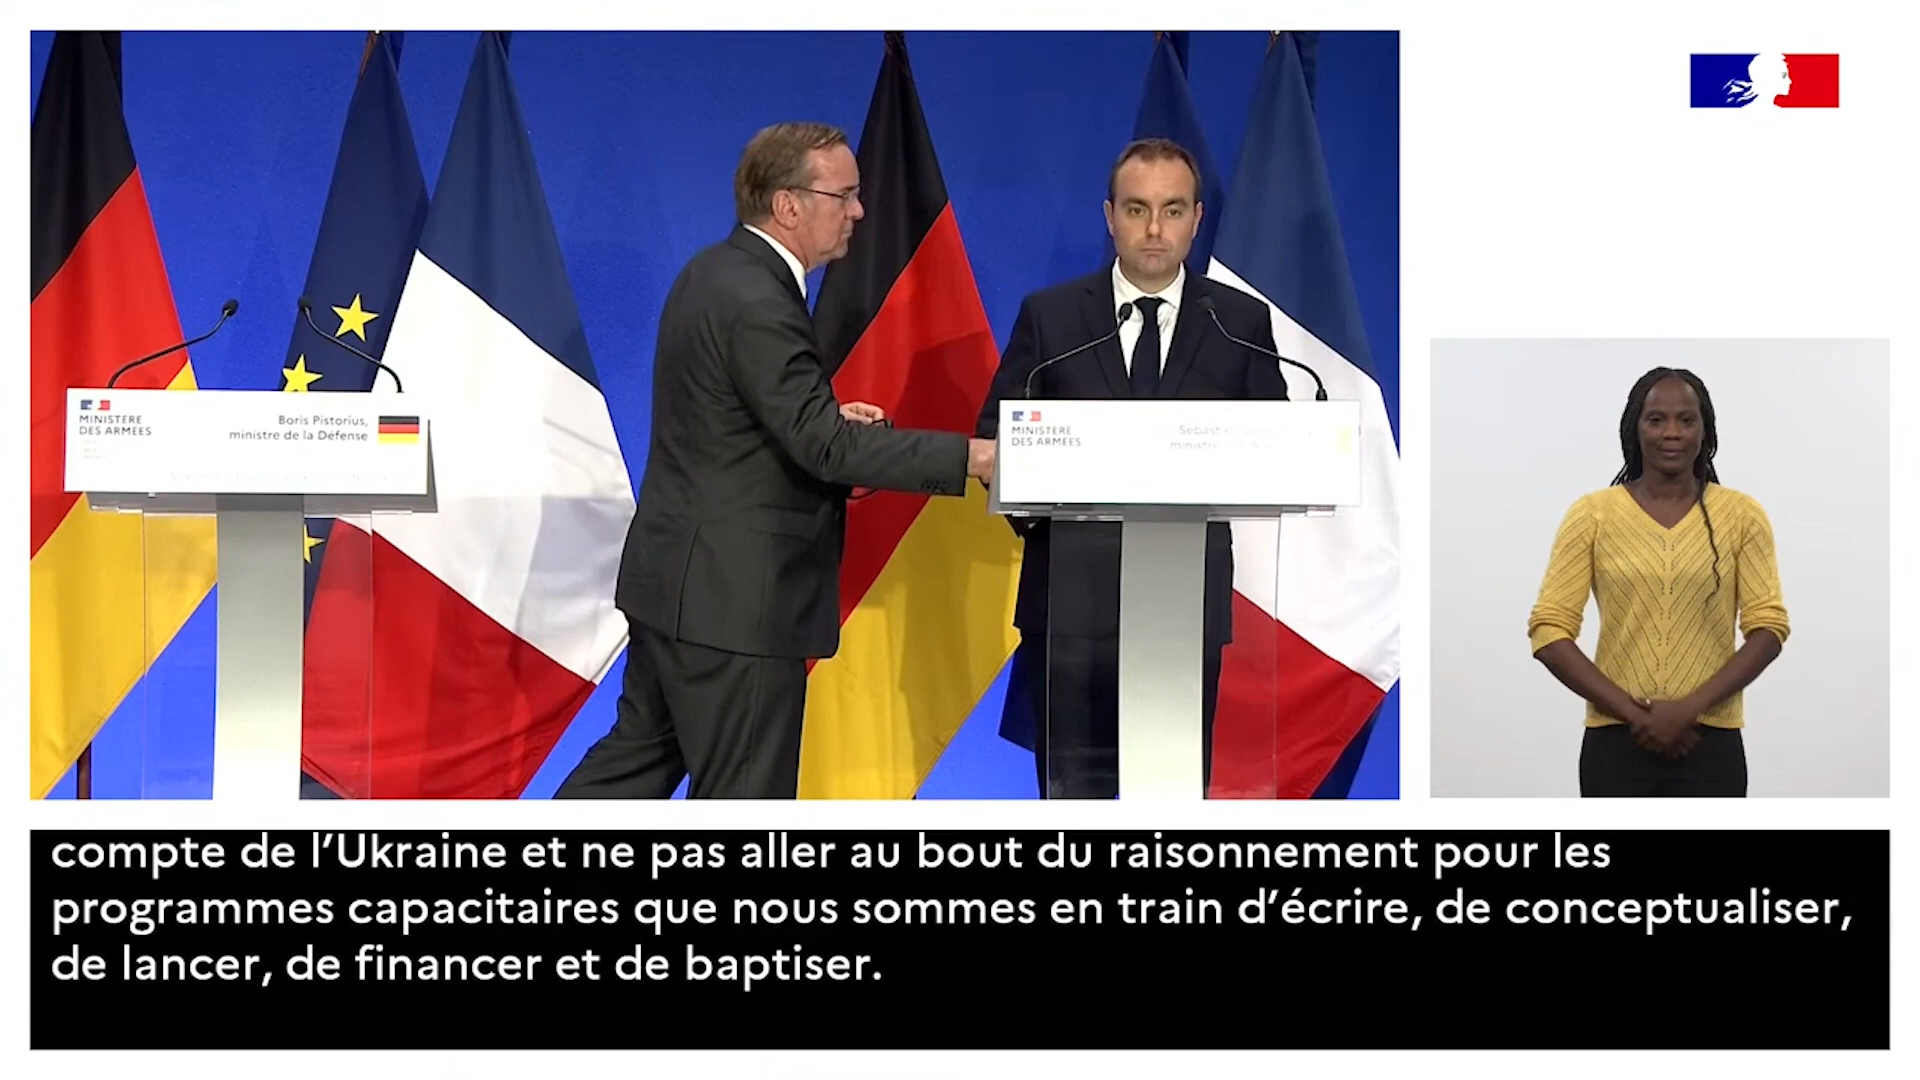 MINISTÈRE
DES ARMÉES
Boris Pistorius,
ministre de la Défense
MINISTÈRE
DES ARMÉES
compte de l'Ukraine et ne pas aller au bout du raisonnement pour les
programmes capacitaires que nous sommes en train d'écrire, de conceptualiser,
de lancer, de financer et de baptiser.